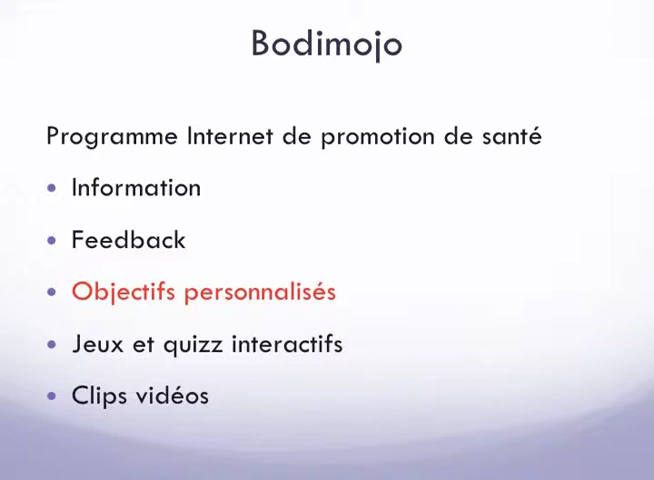 Bodimojo
Programme Internet de promotion de santé
• Information
• Feedback
• Objectifs personnalisés
• Jeux et quizz interactifs
• Clips vidéos